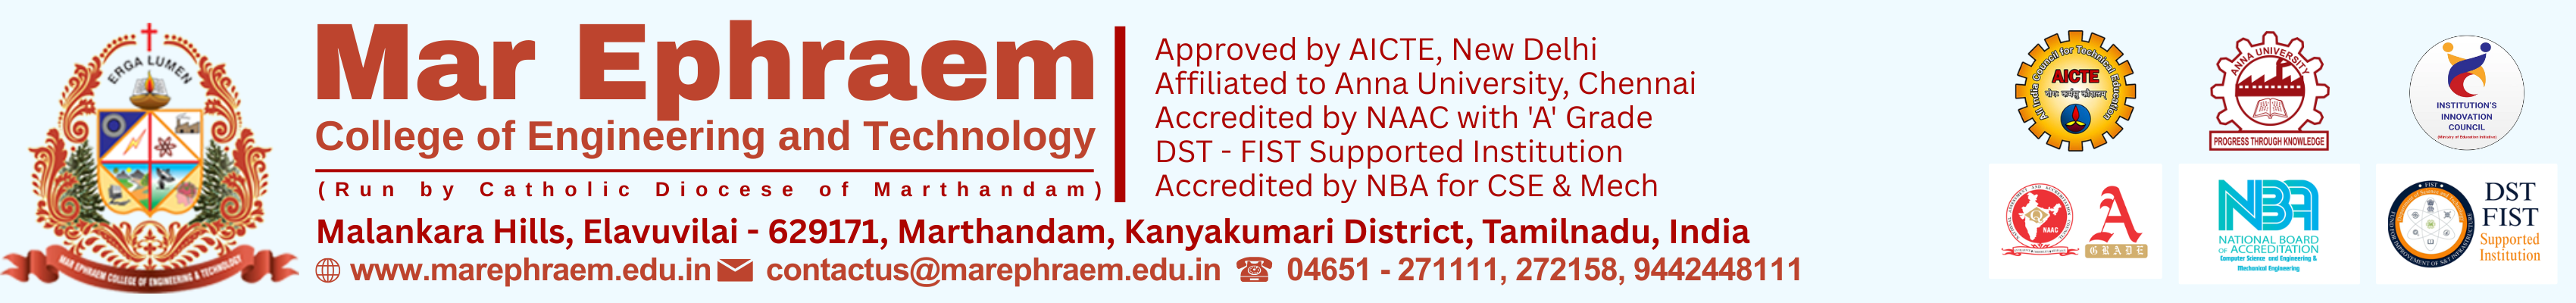 ERGA LUMEN
MAR EPHRAEM COLLEGE OF ENGINEERING & TECHNOLOGY
Mar Ephraem
College of Engineering and Technology
(Run by Catholic Diocese of Marthandam)
Approved by AICTE, New Delhi
Affiliated to Anna University, Chennai
Accredited by NAAC with 'A' Grade
DST - FIST Supported Institution
Accredited by NBA for CSE & Mech
Malankara Hills, Elavuvilai - 629171, Marthandam, Kanyakumari District, Tamilnadu, India
www.marephraem.edu.in contactus@marephraem.edu.in 04651 - 271111, 272158, 9442448111
All India Council for Technical Education
AICTE
ANNA UNIVERSITY
PROGRESS THROUGH KNOWLEDGE
INSTITUTION'S
INNOVATION
COUNCIL
(Ministry of Education Initiative)
NAAC
A
GRADE
NBA
NATIONAL BOARD
of ACCREDITATION
Computer Science and Engineering &
Mechanical Engineering
FIST
DST
FIST
Supported
Institution